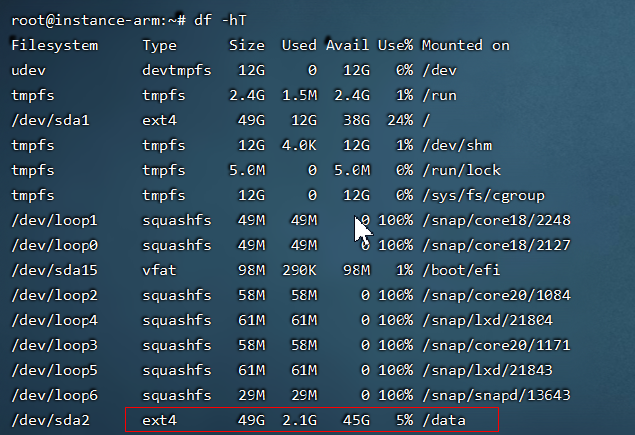 root@instance-arm:~# df -hT
Filesystem     Type      Size  Used Avail Use% Mounted on
udev           devtmpfs   12G     0   12G   0% /dev
tmpfs          tmpfs     2.4G  1.5M  2.4G   1% /run
/dev/sda1      ext4       49G   12G   38G  24% /
tmpfs          tmpfs      12G  4.0K   12G   1% /dev/shm
tmpfs          tmpfs     5.0M     0  5.0M   0% /run/lock
tmpfs          tmpfs      12G     0   12G   0% /sys/fs/cgroup
/dev/loop1     squashfs   49M   49M     0 100% /snap/core18/2248
/dev/loop0     squashfs   49M   49M     0 100% /snap/core18/2127
/dev/sda15     vfat       98M  290K   98M   1% /boot/efi
/dev/loop2     squashfs   58M   58M     0 100% /snap/core20/1084
/dev/loop4     squashfs   61M   61M     0 100% /snap/lxd/21804
/dev/loop3     squashfs   58M   58M     0 100% /snap/core20/1171
/dev/loop5     squashfs   61M   61M     0 100% /snap/lxd/21843
/dev/loop6     squashfs   29M   29M     0 100% /snap/snapd/13643
/dev/sda2      ext4       49G  2.1G   45G   5% /data